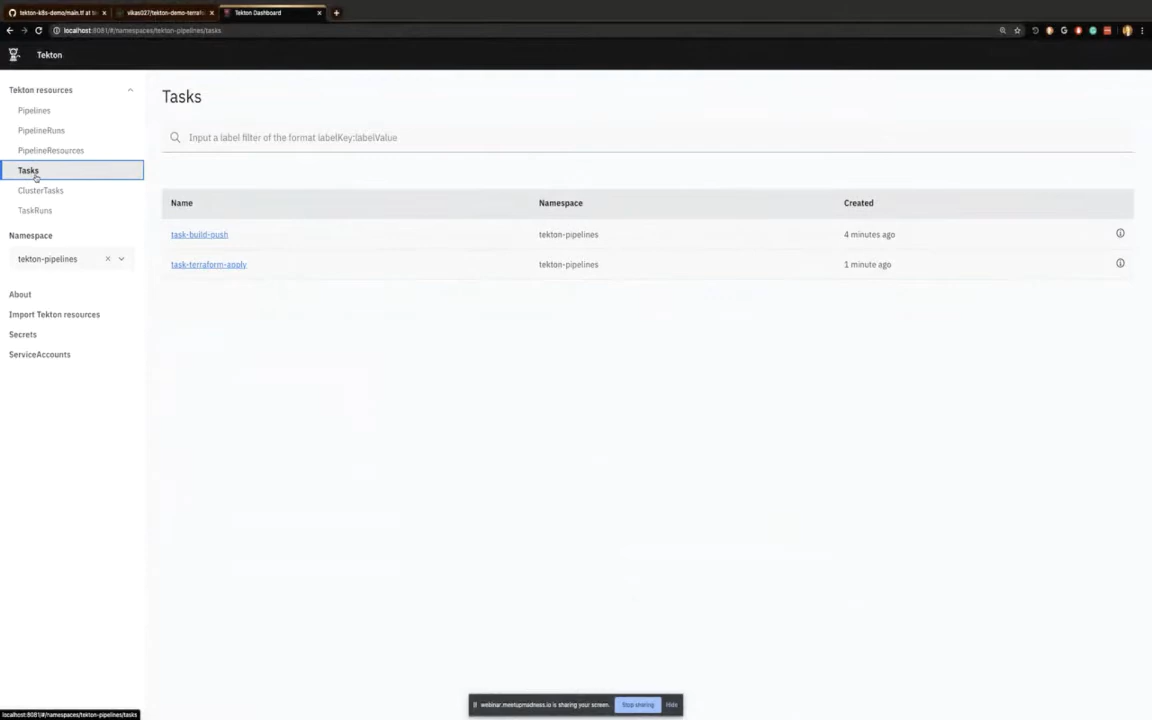 tekton-k8s-demo/main.tf at
vikas027/tekton-demo-terraf
Tekton Dashboard
localhost:8081/#/namespaces/tekton-pipelines/tasks
Tekton
Tekton resources
Pipelines
PipelineRuns
PipelineResources
Tasks
ClusterTasks
TaskRuns
Namespace
tekton-pipelines
About
Import Tekton resources
Secrets
ServiceAccounts
Tasks
Input a label filter of the format labelKey:labelValue
Name Namespace Created
task-build-push tekton-pipelines 4 minutes ago
task-terraform-apply tekton-pipelines 1 minute ago
webinar.meetupmadness.io is sharing your screen. Stop sharing Hide
localhost:8081/#/namespaces/tekton-pipelines/tasks